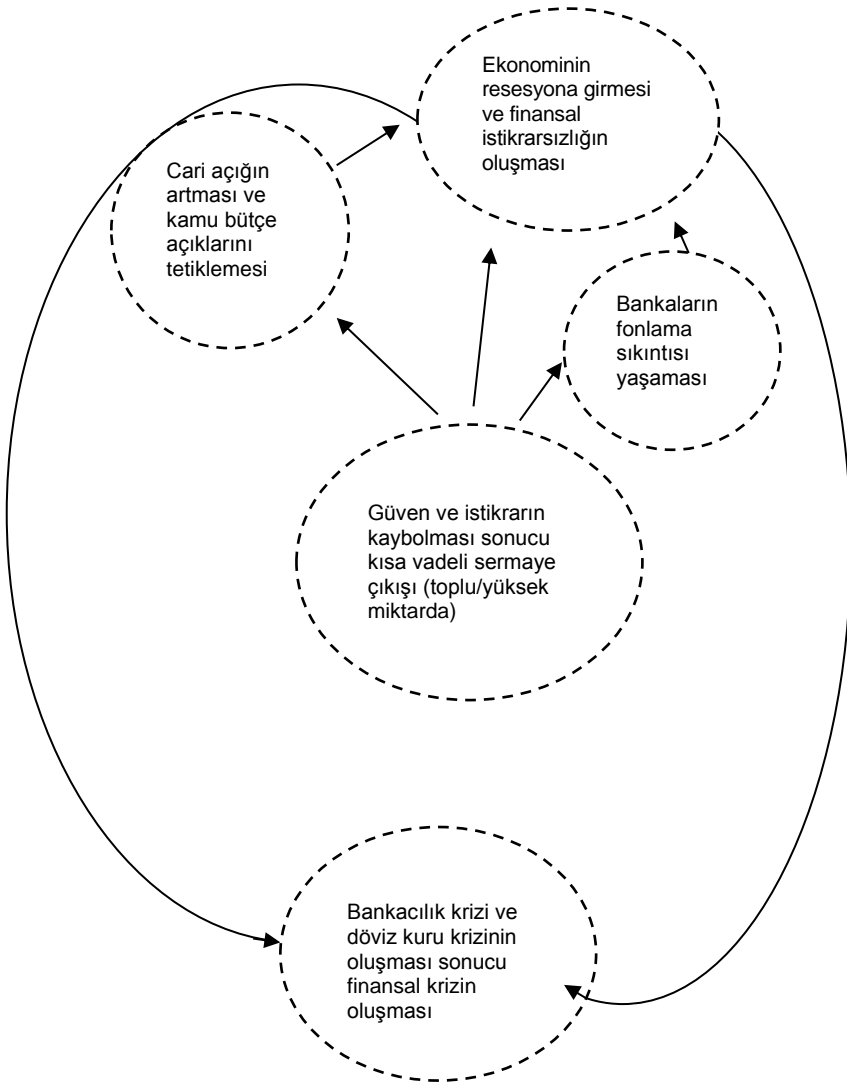 Ekonominin
resesyona girmesi
ve finansal
istikrarsızlığın
oluşması
Cari açığın
artması ve
kamu bütçe
açıklarını
tetiklemesi
Bankaların
fonlama
sıkıntısı
yaşaması
Güven ve istikrarın
kaybolması sonucu
kısa vadeli sermaye
çıkışı (toplu/yüksek
miktarda)
Bankacılık krizi ve
döviz kuru krizinin
oluşması sonucu
finansal krizin
oluşması